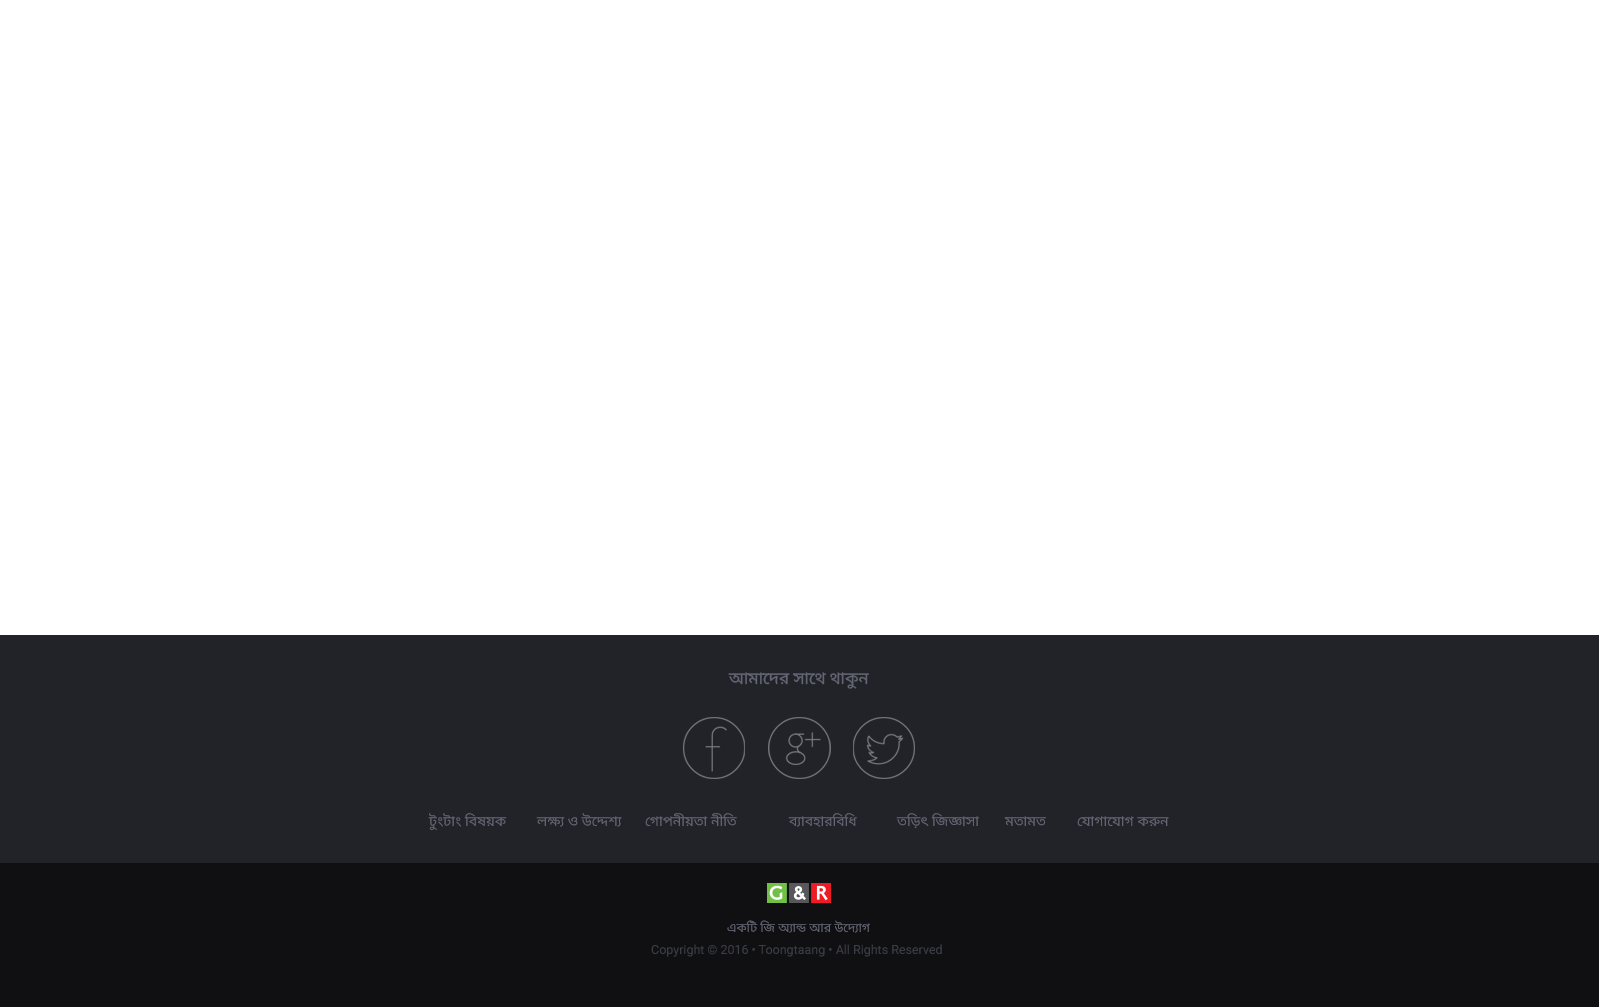 আমাদের সাথে থাকুন
টুংটাং বিষয়ক লক্ষ্য ও উদ্দেশ্য গোপনীয়তা নীতি ব্যাবহারবিধি তড়িৎ জিজ্ঞাসা মতামত যোগাযোগ করুন
G & R
একটি জি অ্যান্ড আর উদ্যোগ
Copyright © 2016 • Toongtaang • All Rights Reserved